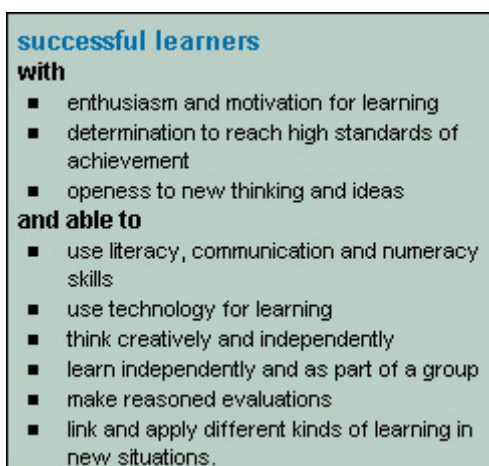 successful learners
with
■ enthusiasm and motivation for learning
■ determination to reach high standards of
achievement
■ openess to new thinking and ideas
and able to
■ use literacy, communication and numeracy
skills
■ use technology for learning
■ think creatively and independently
■ learn independently and as part of a group
■ make reasoned evaluations
■ link and apply different kinds of learning in
new situations.